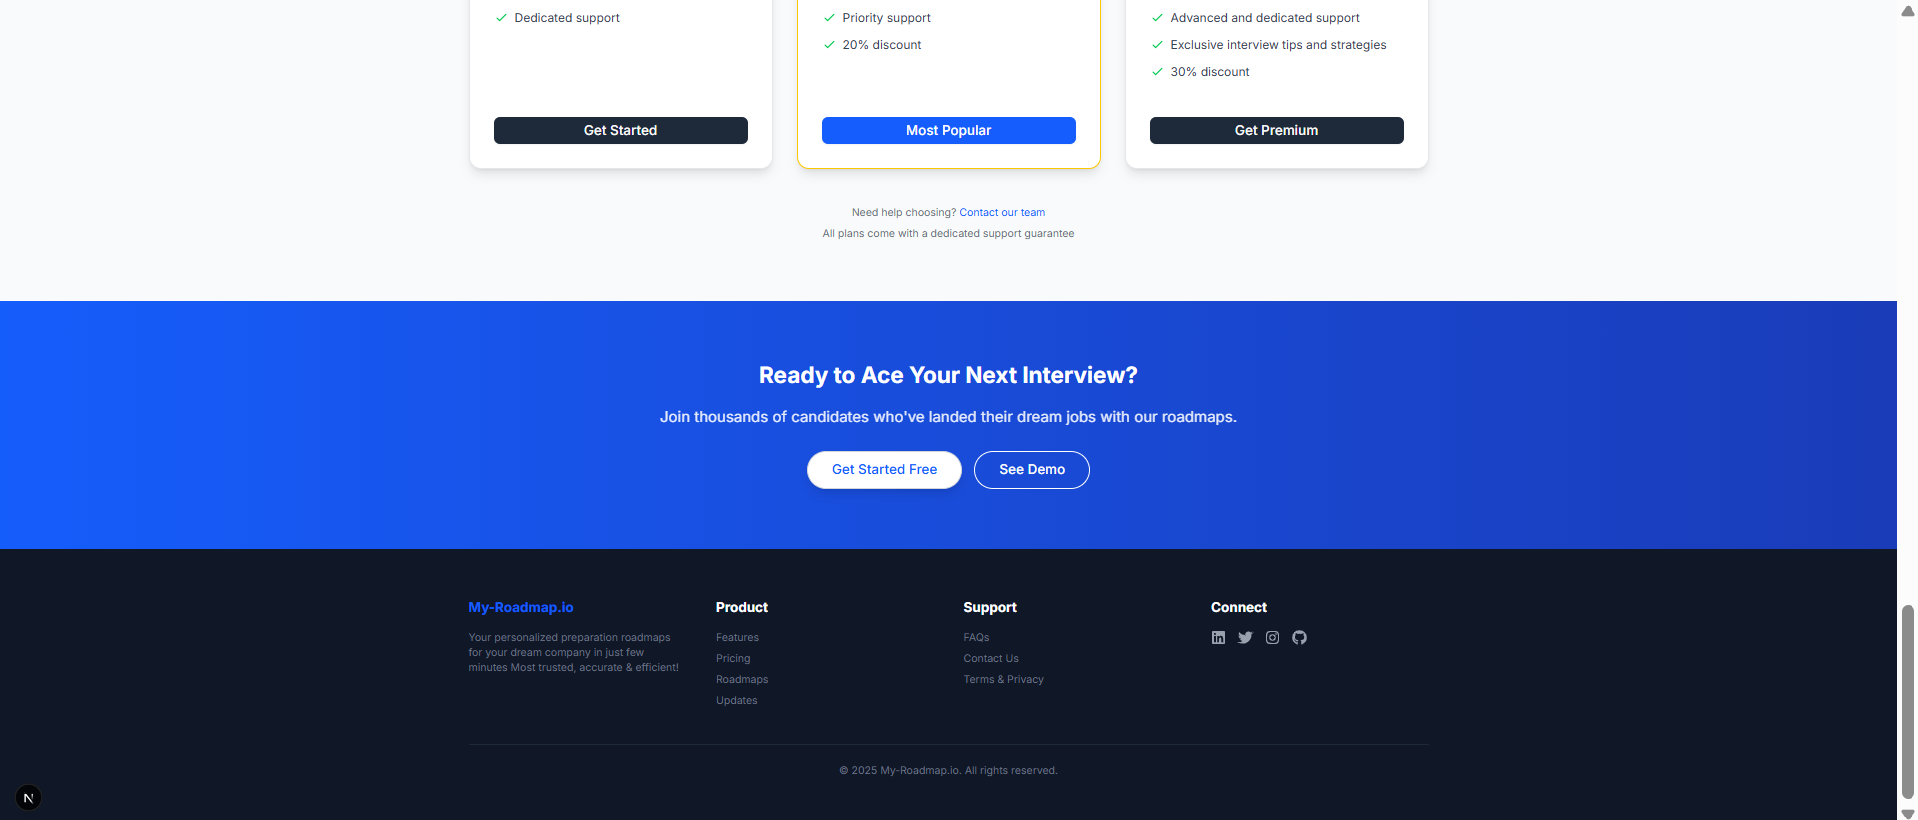 Dedicated support
Get Started
Priority support
20% discount
Most Popular
Advanced and dedicated support
Exclusive interview tips and strategies
30% discount
Get Premium
Need help choosing? Contact our team
All plans come with a dedicated support guarantee
Ready to Ace Your Next Interview?
Join thousands of candidates who've landed their dream jobs with our roadmaps.
Get Started Free
See Demo
My-Roadmap.io
Your personalized preparation roadmaps
for your dream company in just few
minutes Most trusted, accurate & efficient!
Product
Features
Pricing
Roadmaps
Updates
Support
FAQs
Contact Us
Terms & Privacy
Connect
© 2025 My-Roadmap.io. All rights reserved.
N